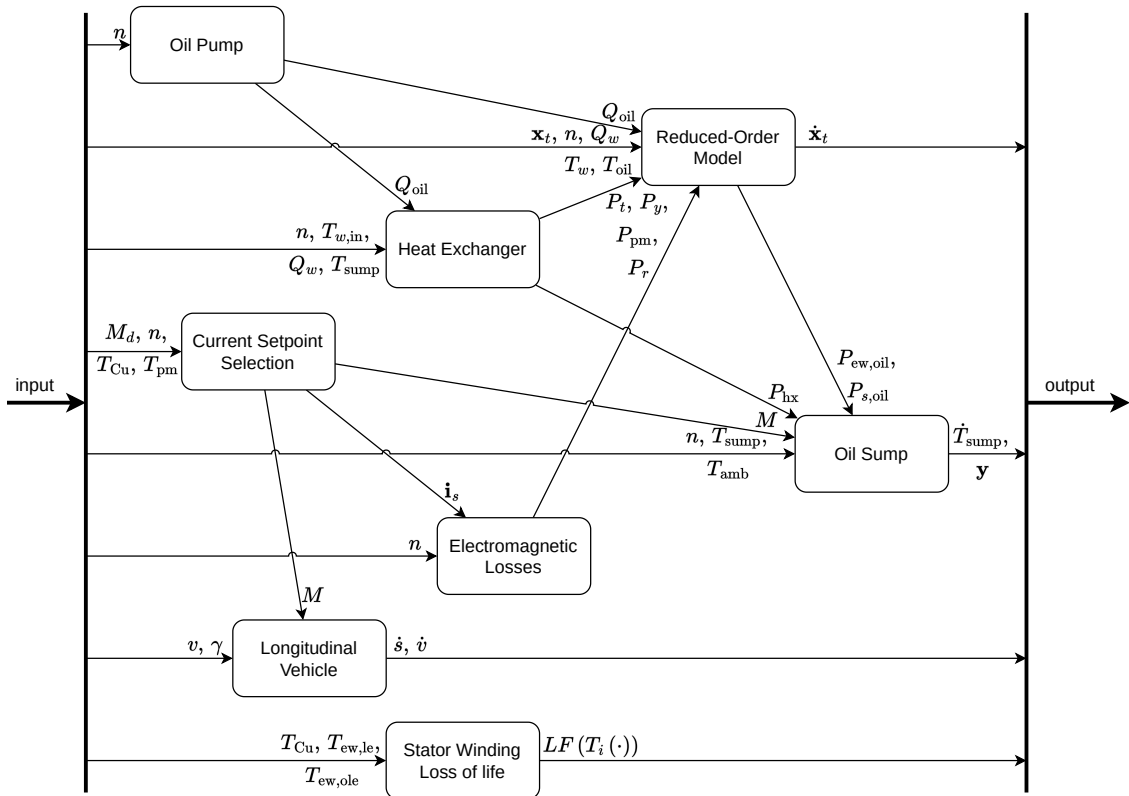 n
Oil Pump
Q_oil
x_t, n, Q_w
T_w, T_oil
Reduced-Order
Model
ẋ_t
Q_oil
n, T_w,in,
Q_w, T_sump
Heat Exchanger
P_t, P_y,
P_pm,
P_r
M_d, n,
T_Cu, T_pm
Current Setpoint
Selection
input
output
P_ew,oil,
P_s,oil
P_hx
M
n, T_sump,
T_amb
Oil Sump
Ṫ_sump,
y
i_s
n
Electromagnetic
Losses
M
v, γ
Longitudinal
Vehicle
ṡ, v̇
T_Cu, T_ew,le,
T_ew,ole
Stator Winding
Loss of life
LF (T_i (·))